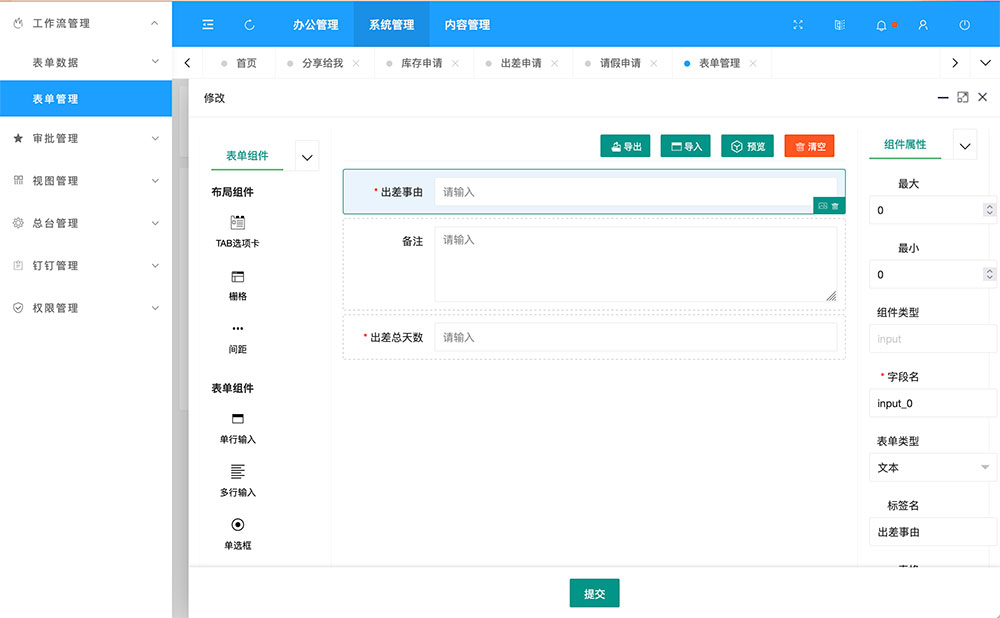 工作流管理
表单数据
表单管理
审批管理
视图管理
总台管理
钉钉管理
权限管理
办公管理 系统管理 内容管理
首页 分享给我 库存申请 出差申请 请假申请 表单管理
修改
表单组件
布局组件
TAB选项卡
栅格
间距
表单组件
单行输入
多行输入
单选框
导出 导入 预览 清空
* 出差事由 请输入
备注 请输入
* 出差总天数 请输入
组件属性
最大
0
最小
0
组件类型
input
* 字段名
input_0
表单类型
文本
标签名
出差事由
提交